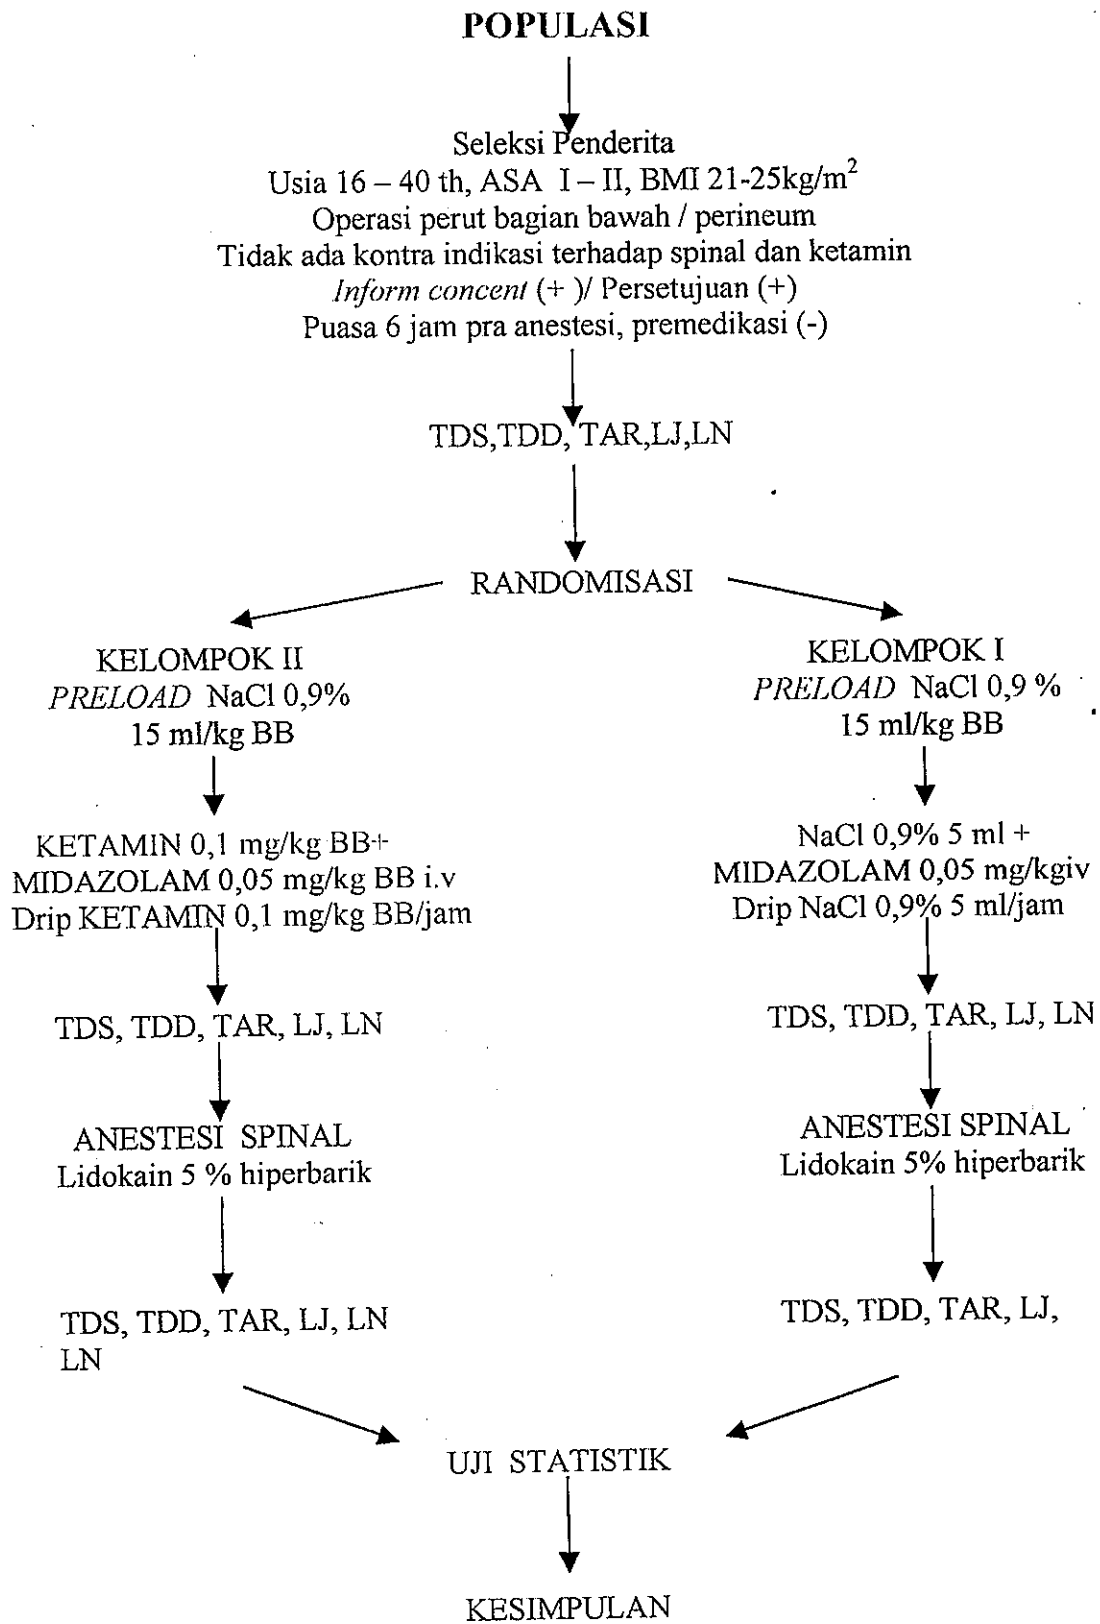 POPULASI
Seleksi Penderita
Usia 16 – 40 th, ASA I – II, BMI 21-25kg/m²
Operasi perut bagian bawah / perineum
Tidak ada kontra indikasi terhadap spinal dan ketamin
Inform concent (+ )/ Persetujuan (+)
Puasa 6 jam pra anestesi, premedikasi (-)
TDS,TDD, TAR,LJ,LN
RANDOMISASI
KELOMPOK II
PRELOAD NaCl 0,9%
15 ml/kg BB
KETAMIN 0,1 mg/kg BB+
MIDAZOLAM 0,05 mg/kg BB i.v
Drip KETAMIN 0,1 mg/kg BB/jam
TDS, TDD, TAR, LJ, LN
ANESTESI SPINAL
Lidokain 5 % hiperbarik
TDS, TDD, TAR, LJ, LN
LN
KELOMPOK I
PRELOAD NaCl 0,9 %
15 ml/kg BB
NaCl 0,9% 5 ml +
MIDAZOLAM 0,05 mg/kgiv
Drip NaCl 0,9% 5 ml/jam
TDS, TDD, TAR, LJ, LN
ANESTESI SPINAL
Lidokain 5% hiperbarik
TDS, TDD, TAR, LJ,
UJI STATISTIK
KESIMPULAN